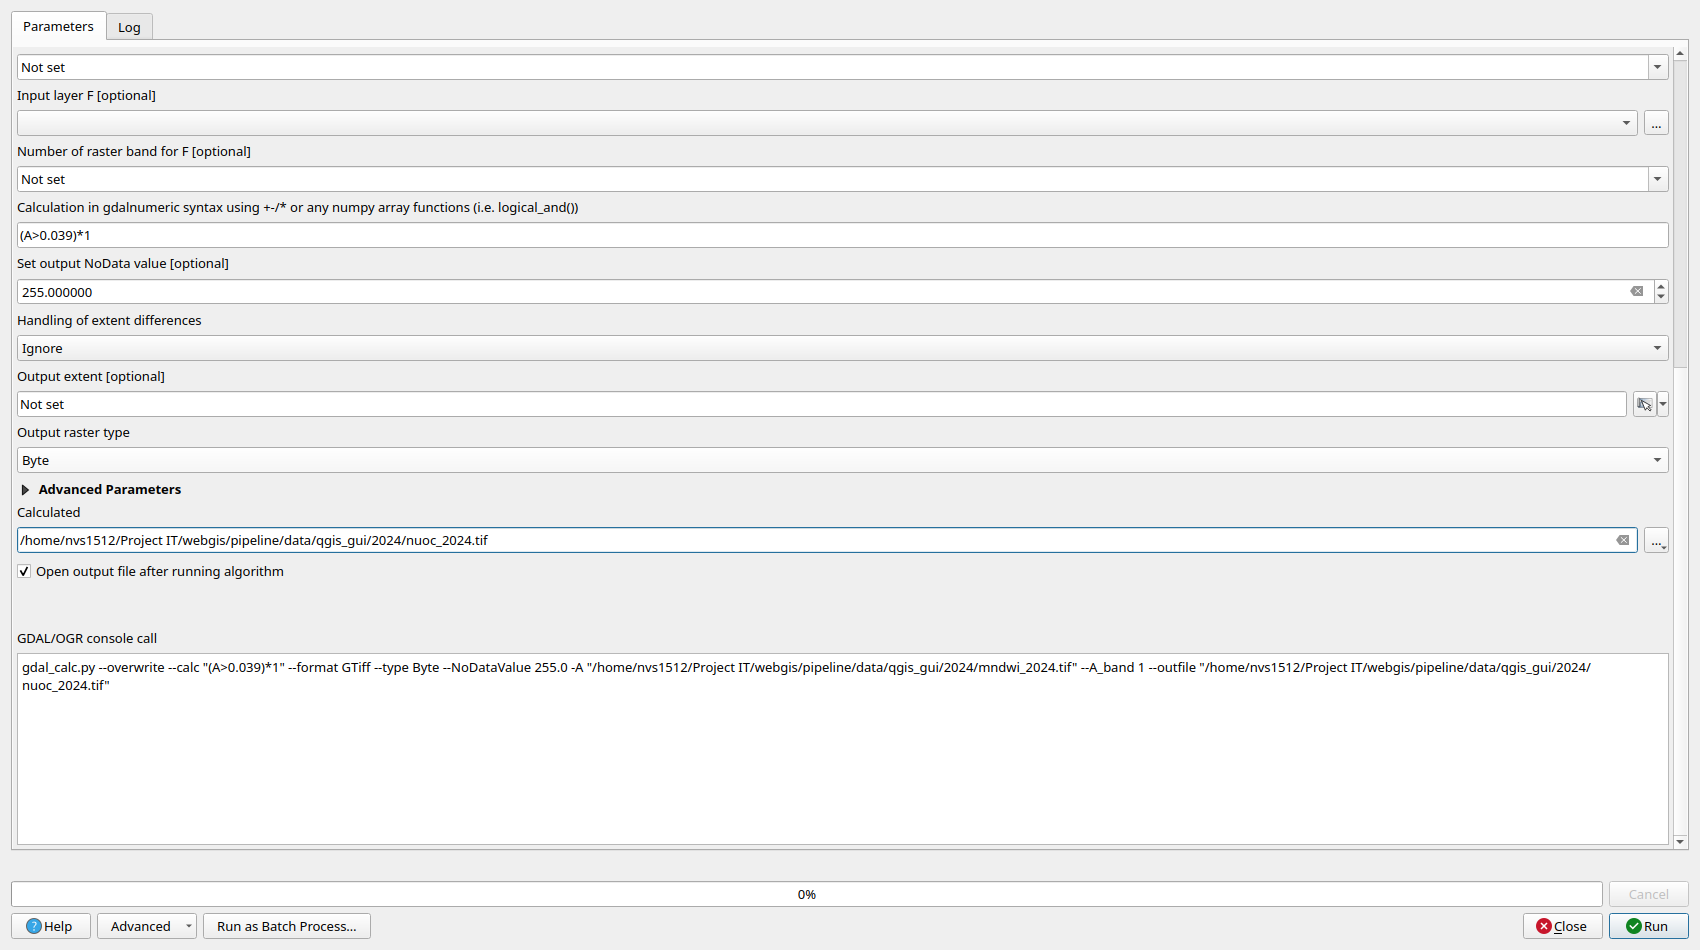 Parameters
Log
Not set
Input layer F [optional]
...
Number of raster band for F [optional]
Not set
Calculation in gdalnumeric syntax using +-/* or any numpy array functions (i.e. logical_and())
(A>0.039)*1
Set output NoData value [optional]
255.000000
Handling of extent differences
Ignore
Output extent [optional]
Not set
Output raster type
Byte
Advanced Parameters
Calculated
/home/nvs1512/Project IT/webgis/pipeline/data/qgis_gui/2024/nuoc_2024.tif
...
Open output file after running algorithm
GDAL/OGR console call
gdal_calc.py --overwrite --calc "(A>0.039)*1" --format GTiff --type Byte --NoDataValue 255.0 -A "/home/nvs1512/Project IT/webgis/pipeline/data/qgis_gui/2024/mndwi_2024.tif" --A_band 1 --outfile "/home/nvs1512/Project IT/webgis/pipeline/data/qgis_gui/2024/
nuoc_2024.tif"
0%
Cancel
? Help
Advanced
Run as Batch Process...
Close
Run